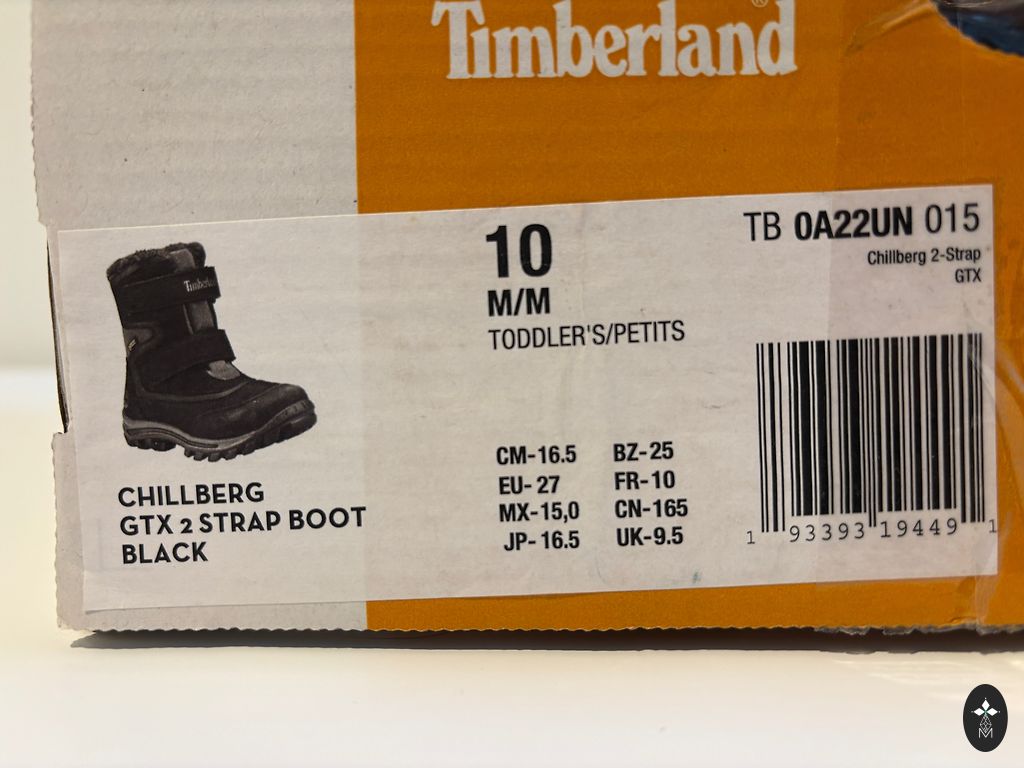 Timberland®
TB 0A22UN 015
Chillberg 2-Strap
GTX
10
M/M
TODDLER'S/PETITS
Timberland
CM-16.5 BZ-25
EU-27 FR-10
MX-15,0 CN-165
JP-16.5 UK-9.5
CHILLBERG
GTX 2 STRAP BOOT
BLACK
1 93393 19449 1
M